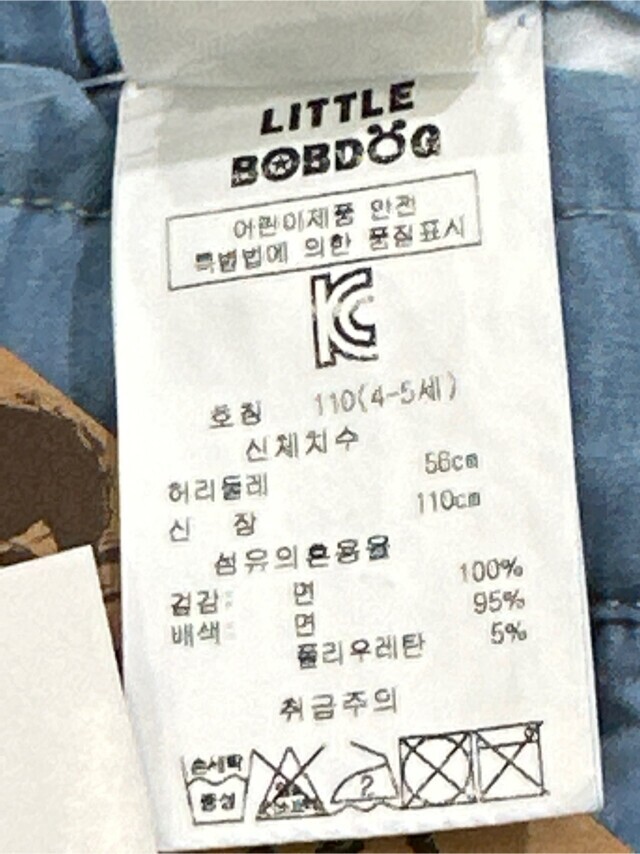 LITTLE
BOBDOG
어린이제품 안전
특별법에 의한 품질표시
KC
호칭 110(4-5세)
신체치수
허리둘레 56cm
신 장 110cm
섬유의혼용율
겉감: 면 100%
배색: 면 95%
폴리우레탄 5%
취급주의
손세탁
중성
?